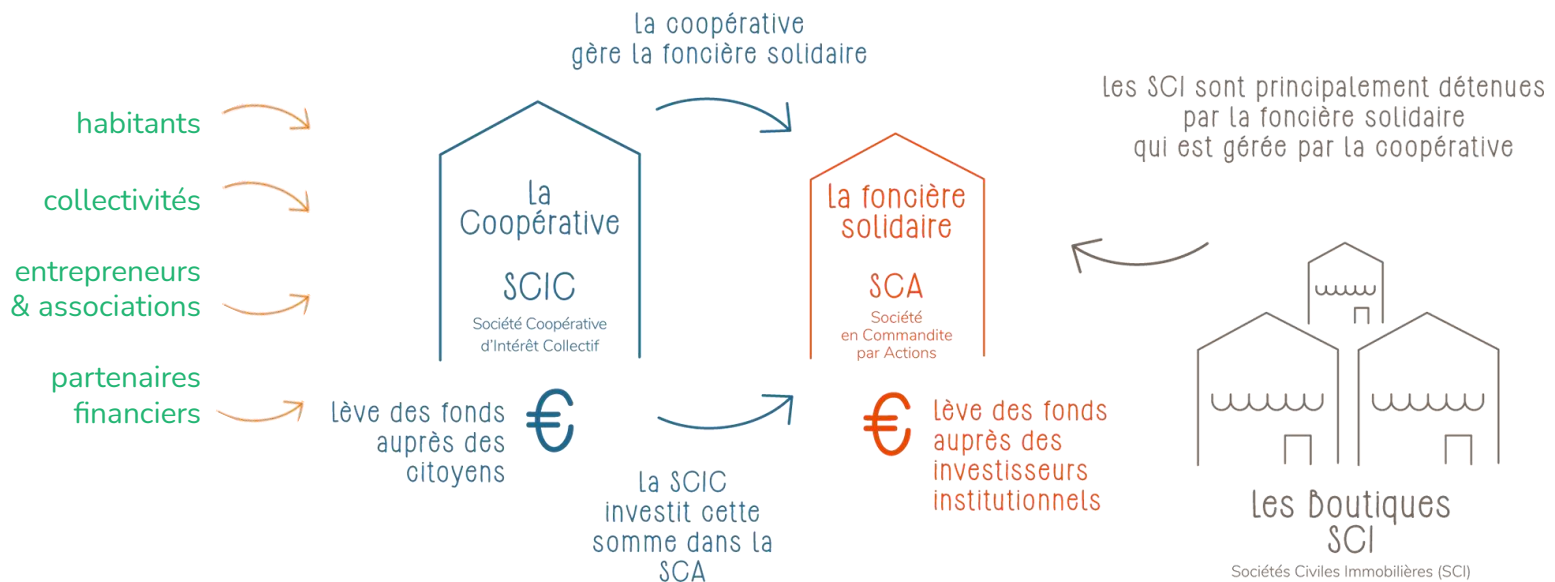 habitants
collectivités
entrepreneurs
& associations
partenaires
financiers
La coopérative
gère la foncière solidaire
La
Coopérative
SCIC
Société Coopérative
d'Intérêt Collectif
Lève des fonds
auprès des
citoyens
€
La SCIC
investit cette
somme dans la
SCA
La foncière
solidaire
SCA
Société
en Commandite
par Actions
€
Lève des fonds
auprès des
investisseurs
institutionnels
Les SCI sont principalement détenues
par la foncière solidaire
qui est gérée par la coopérative
Les Boutiques
SCI
Sociétés Civiles Immobilières (SCI)